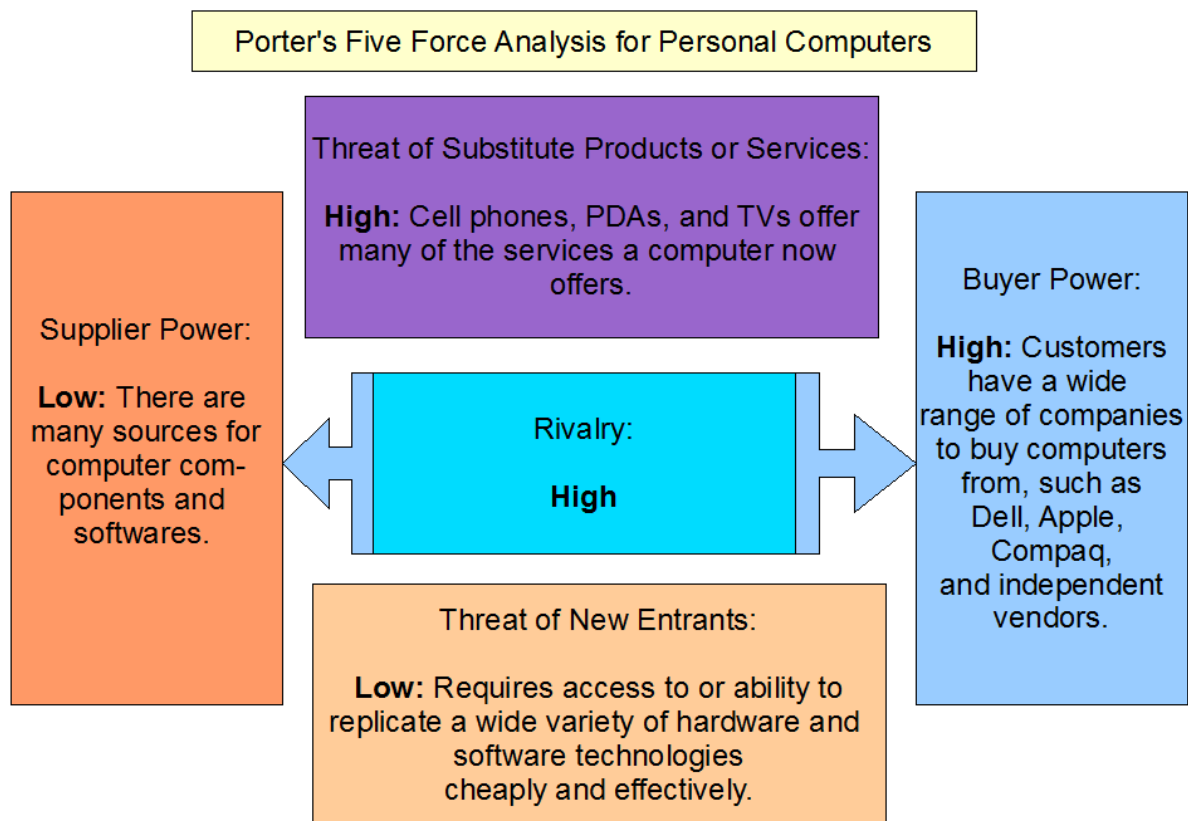 Porter's Five Force Analysis for Personal Computers
Threat of Substitute Products or Services:
High: Cell phones, PDAs, and TVs offer
many of the services a computer now
offers.
Supplier Power:
Low: There are
many sources for
computer com-
ponents and
softwares.
Rivalry:
High
Buyer Power:
High: Customers
have a wide
range of companies
to buy computers
from, such as
Dell, Apple,
Compaq,
and independent
vendors.
Threat of New Entrants:
Low: Requires access to or ability to
replicate a wide variety of hardware and
software technologies
cheaply and effectively.